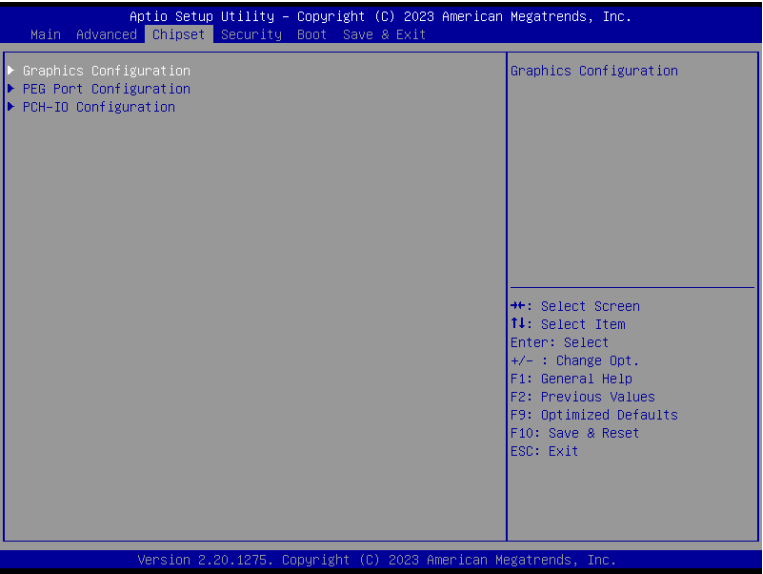 Aptio Setup Utility – Copyright (C) 2023 American Megatrends, Inc.
Main Advanced Chipset Security Boot Save & Exit
▶ Graphics Configuration
▶ PEG Port Configuration
▶ PCH-IO Configuration
Graphics Configuration
→←: Select Screen
↑↓: Select Item
Enter: Select
+/- : Change Opt.
F1: General Help
F2: Previous Values
F9: Optimized Defaults
F10: Save & Reset
ESC: Exit
Version 2.20.1275. Copyright (C) 2023 American Megatrends, Inc.